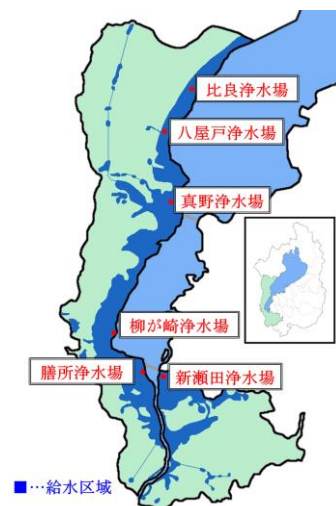 比良浄水場
八屋戸浄水場
真野浄水場
柳が崎浄水場
膳所浄水場
新瀬田浄水場
■…給水区域